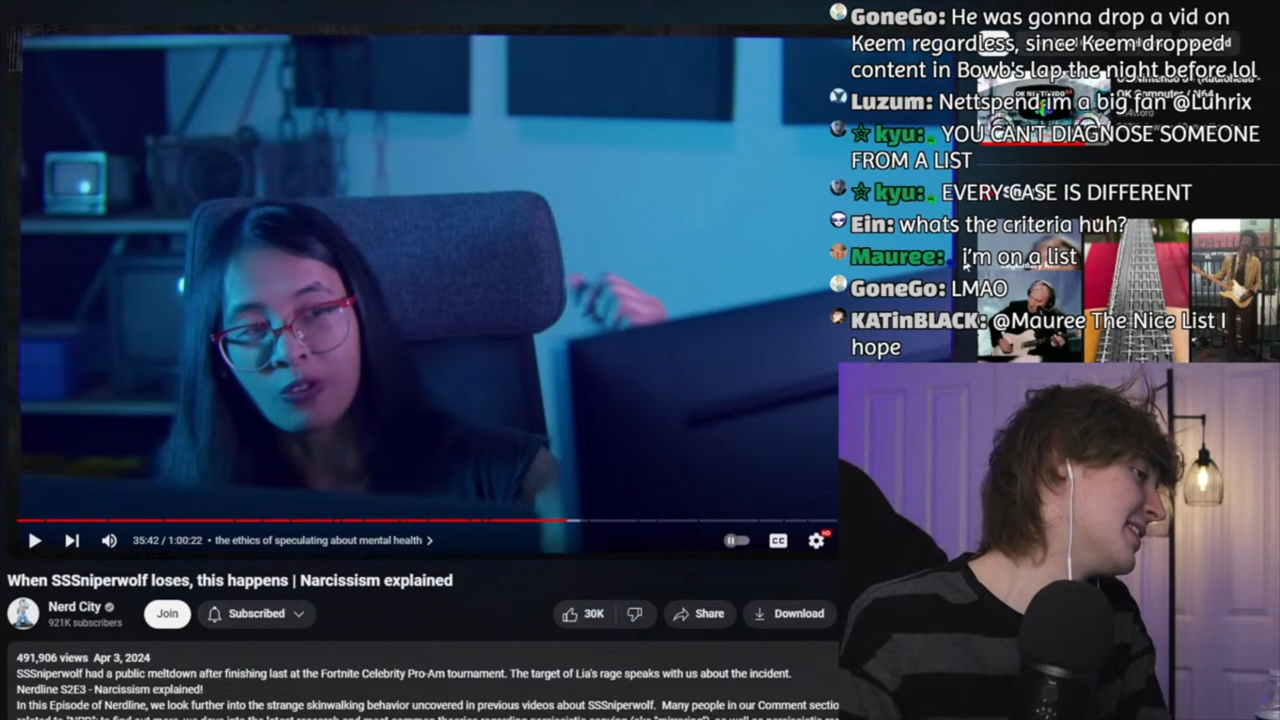 GoneGo: He was gonna drop a vid on
Keem regardless, since Keem dropped
content in Bowb's lap the night before lol
Luzum: Nettspend im a big fan @Luhrix
☆ kyu: YOU CAN'T DIAGNOSE SOMEONE
FROM A LIST
☆ kyu: EVERY CASE IS DIFFERENT
Ein: whats the criteria huh?
Mauree: i'm on a list
GoneGo: LMAO
KATinBLACK: @Mauree The Nice List I
hope
35:42 / 1:00:22 • the ethics of speculating about mental health
CC
HD
When SSSniperwolf loses, this happens | Narcissism explained
Nerd City
921K subscribers
Join
Subscribed
30K
Share
Download
491,906 views Apr 3, 2024
SSSniperwolf had a public meltdown after finishing last at the Fortnite Celebrity Pro-Am tournament. The target of Lia's rage speaks with us about the incident.
Nerdline S2E3 - Narcissism explained!
In this Episode of Nerdline, we look further into the strange skinwalking behavior uncovered in previous videos about SSSniperwolf. Many people in our Comment sectio